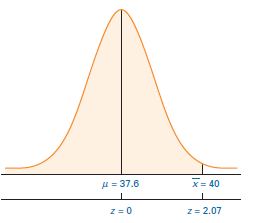 μ = 37.6 x̅ = 40
z = 0 z = 2.07